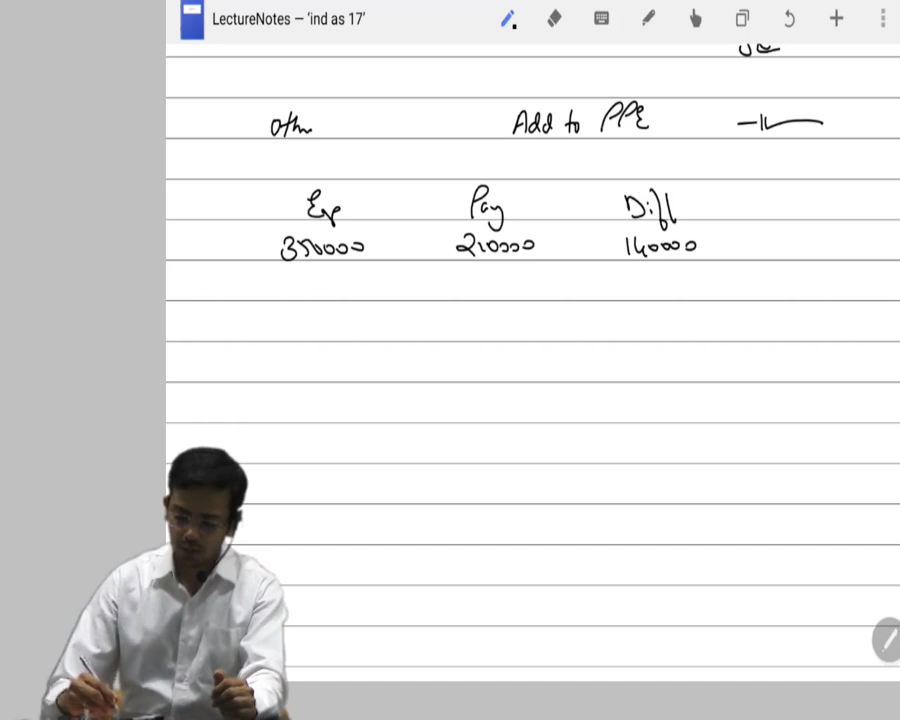 LectureNotes – 'ind as 17'
Oth Add to PPE
Exp Pay Diff
350000 210000 140000